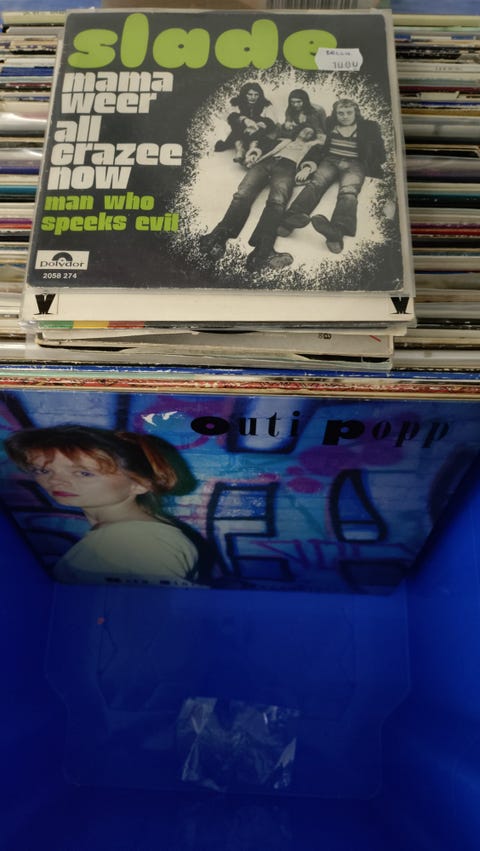 slade
mama
weer
all
crazee
now
man who
speeks evil
polydor
2058 274
outi popp